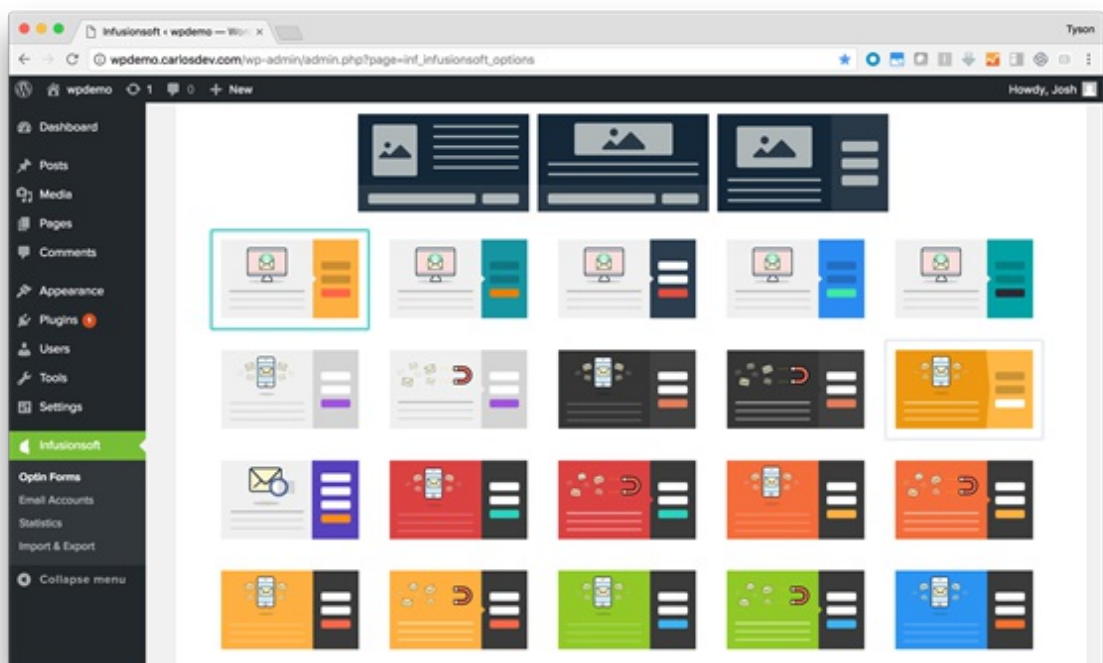 Infusionsoft ‹ wpdemo — Wor
Tyson
wpdemo.carlosdev.com/wp-admin/admin.php?page=inf_infusionsoft_options
wpdemo 1 0 + New
Howdy, Josh
Dashboard
Posts
Media
Pages
Comments
Appearance
Plugins 1
Users
Tools
Settings
Infusionsoft
Optin Forms
Email Accounts
Statistics
Import & Export
Collapse menu